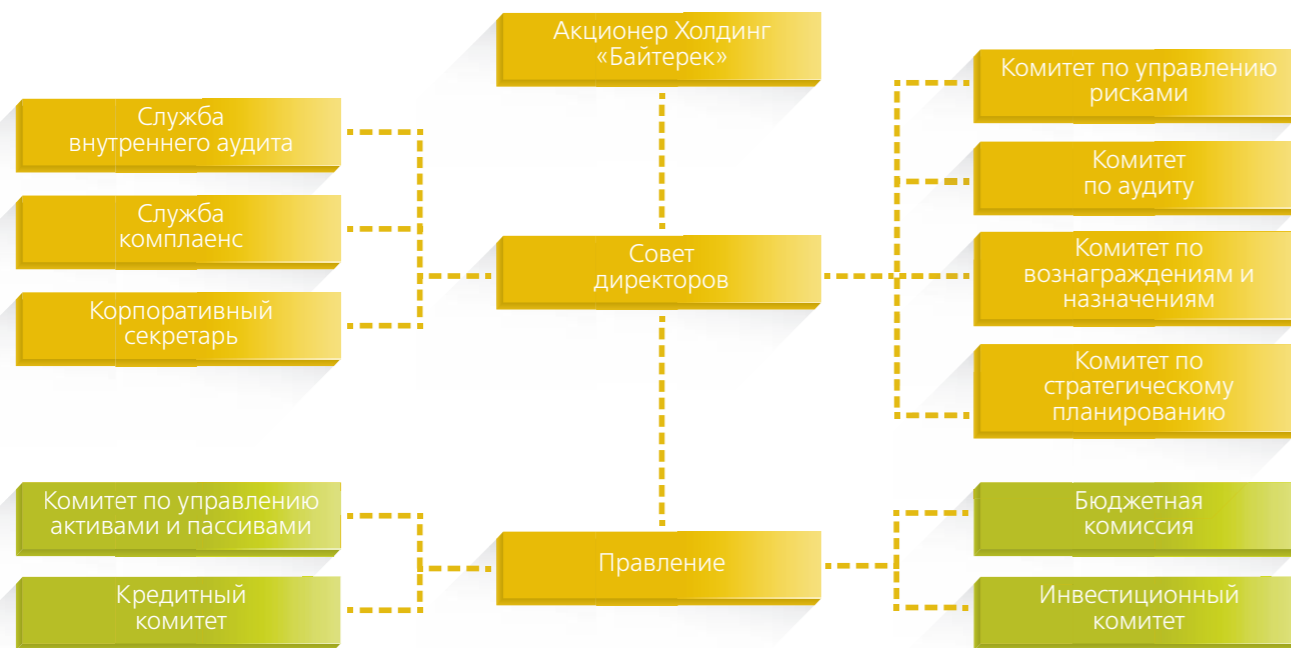 Акционер Холдинг
«Байтерек»
Служба
внутреннего аудита
Служба
комплаенс
Корпоративный
секретарь
Совет
директоров
Комитет по управлению
рисками
Комитет
по аудиту
Комитет по
вознаграждениям и
назначениям
Комитет по
стратегическому
планированию
Комитет по управлению
активами и пассивами
Кредитный
комитет
Правление
Бюджетная
комиссия
Инвестиционный
комитет